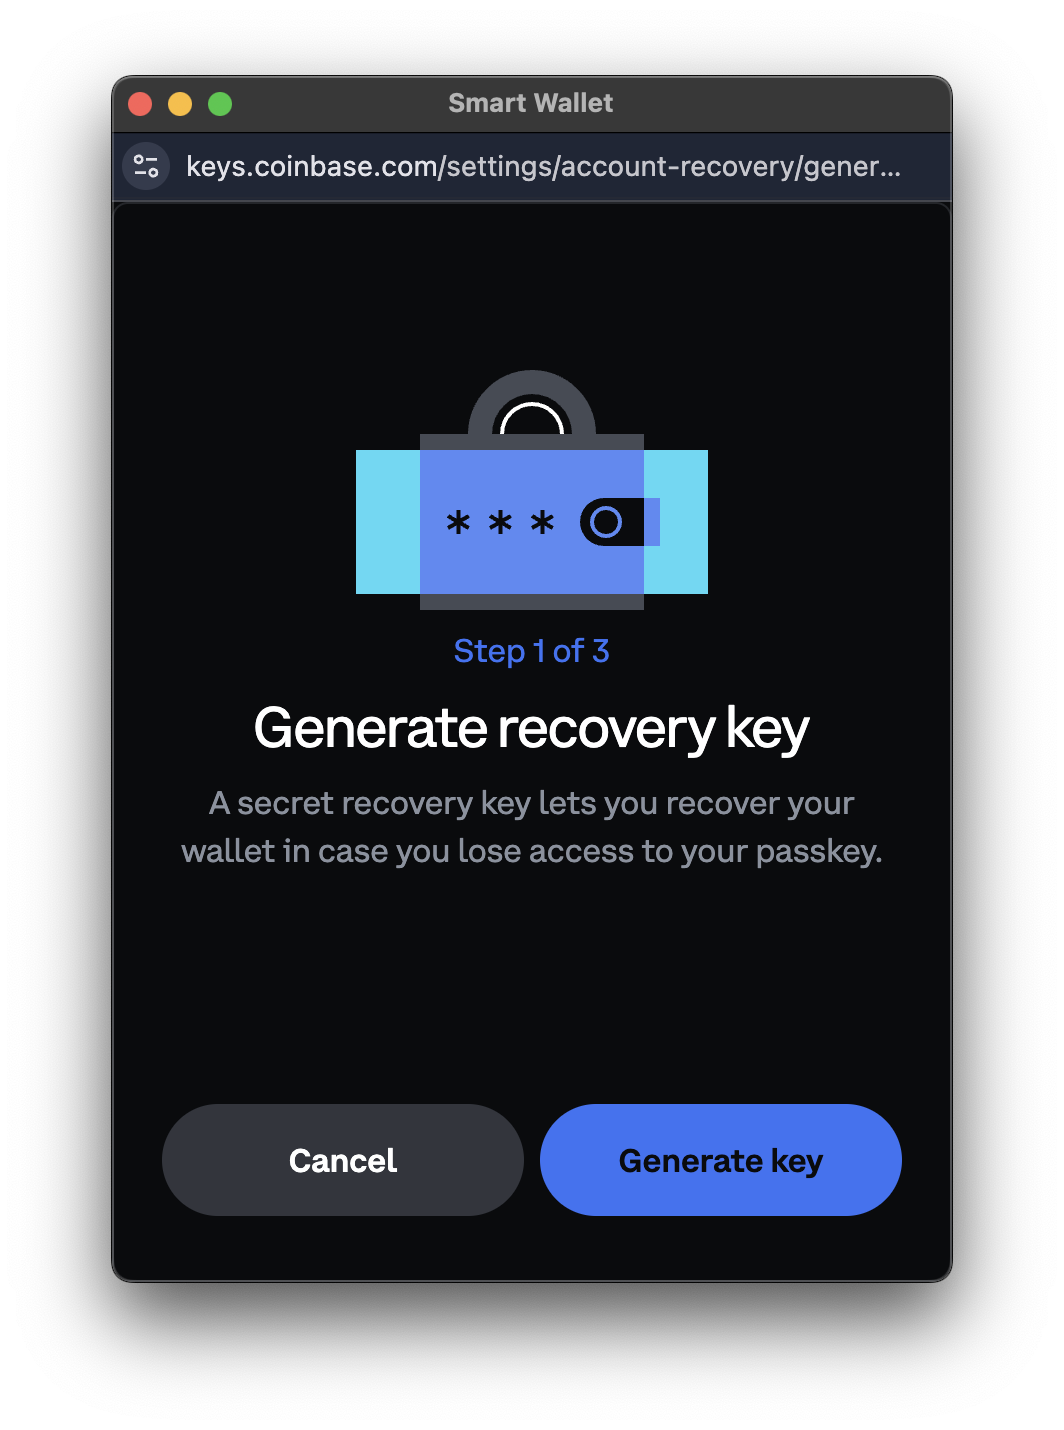 Smart Wallet
keys.coinbase.com/settings/account-recovery/gener...
***
Step 1 of 3
Generate recovery key
A secret recovery key lets you recover your
wallet in case you lose access to your passkey.
Cancel
Generate key